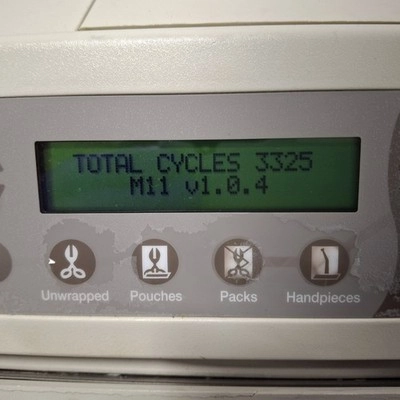 TOTAL CYCLES 3325
M11 v1.0.4
Unwrapped Pouches Packs Handpieces